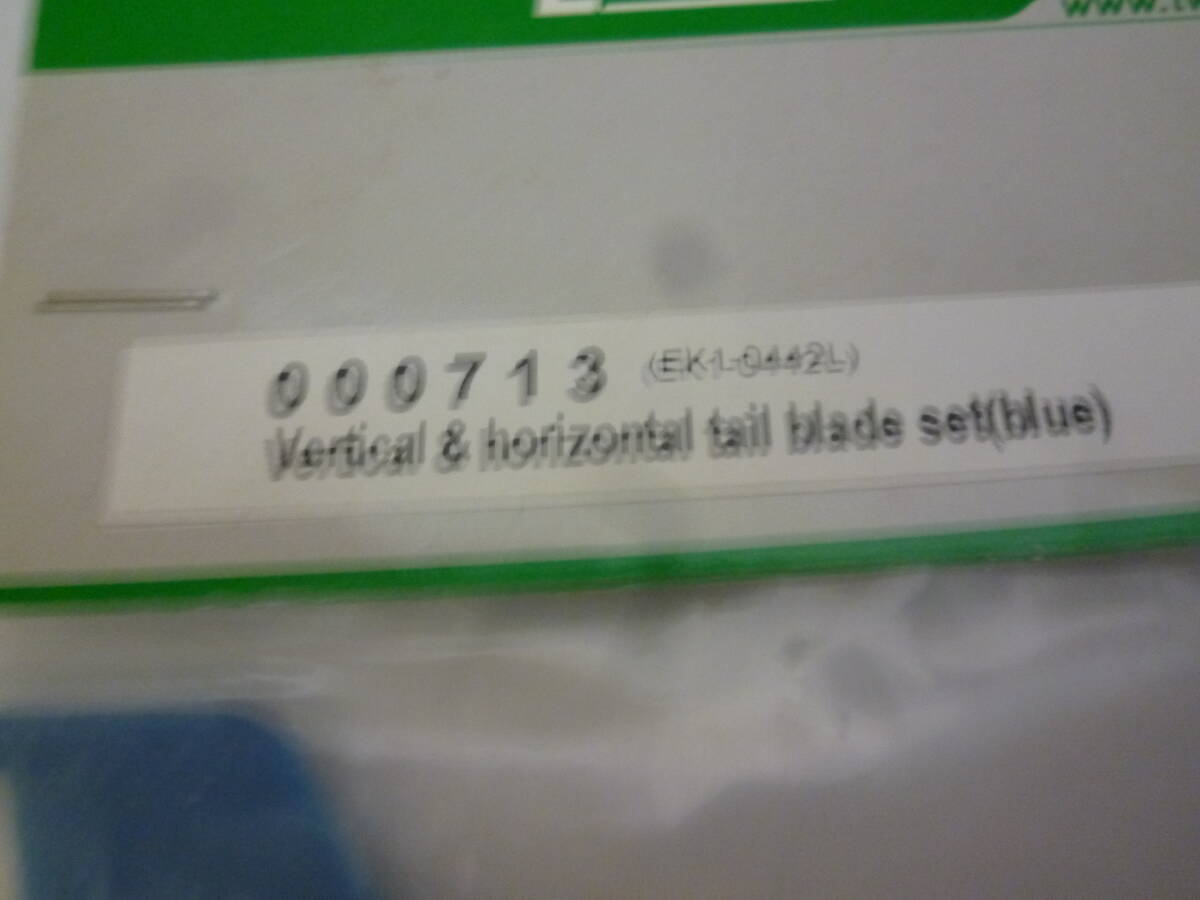 000713 (EK1-0442L)
Vertical & horizontal tail blade set(blue)